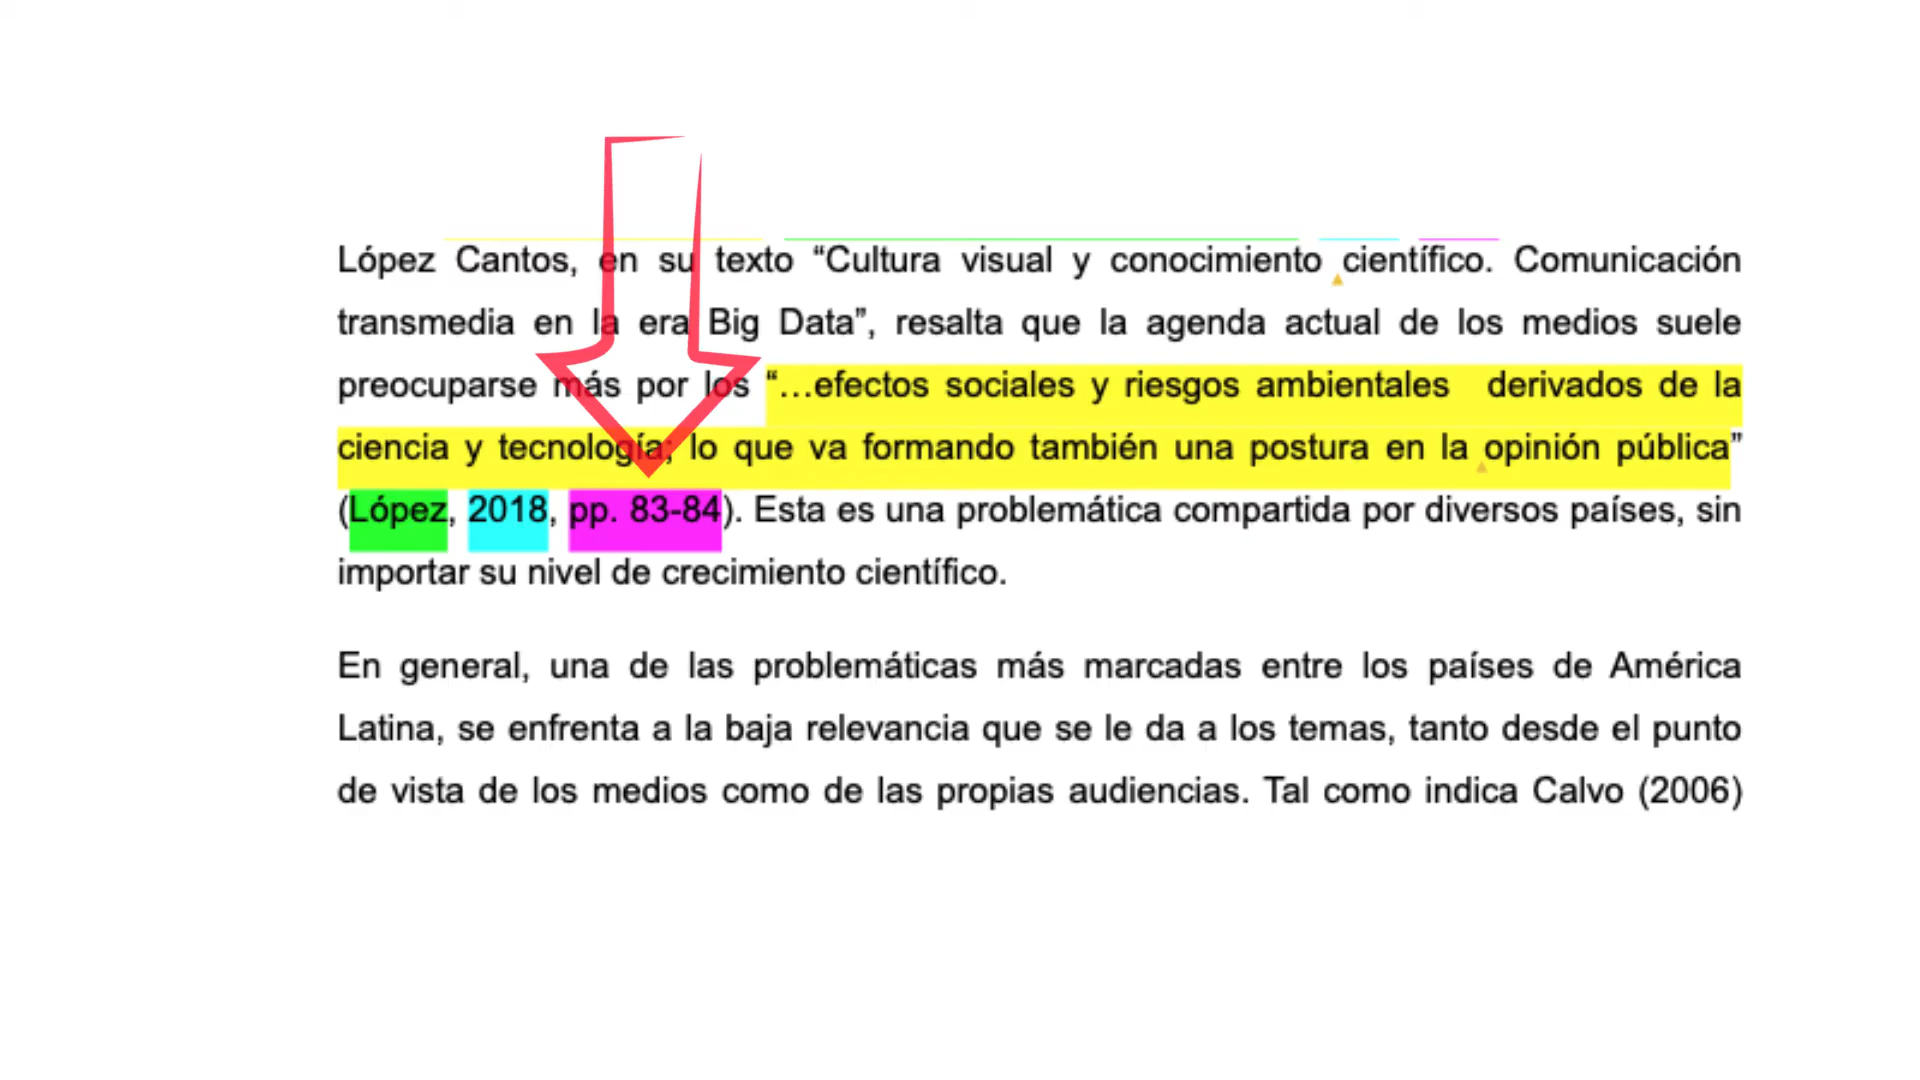 López Cantos, en su texto “Cultura visual y conocimiento científico. Comunicación
transmedia en la era Big Data”, resalta que la agenda actual de los medios suele
preocuparse más por los “…efectos sociales y riesgos ambientales derivados de la
ciencia y tecnología; lo que va formando también una postura en la opinión pública”
(López, 2018, pp. 83-84). Esta es una problemática compartida por diversos países, sin
importar su nivel de crecimiento científico.
En general, una de las problemáticas más marcadas entre los países de América
Latina, se enfrenta a la baja relevancia que se le da a los temas, tanto desde el punto
de vista de los medios como de las propias audiencias. Tal como indica Calvo (2006)